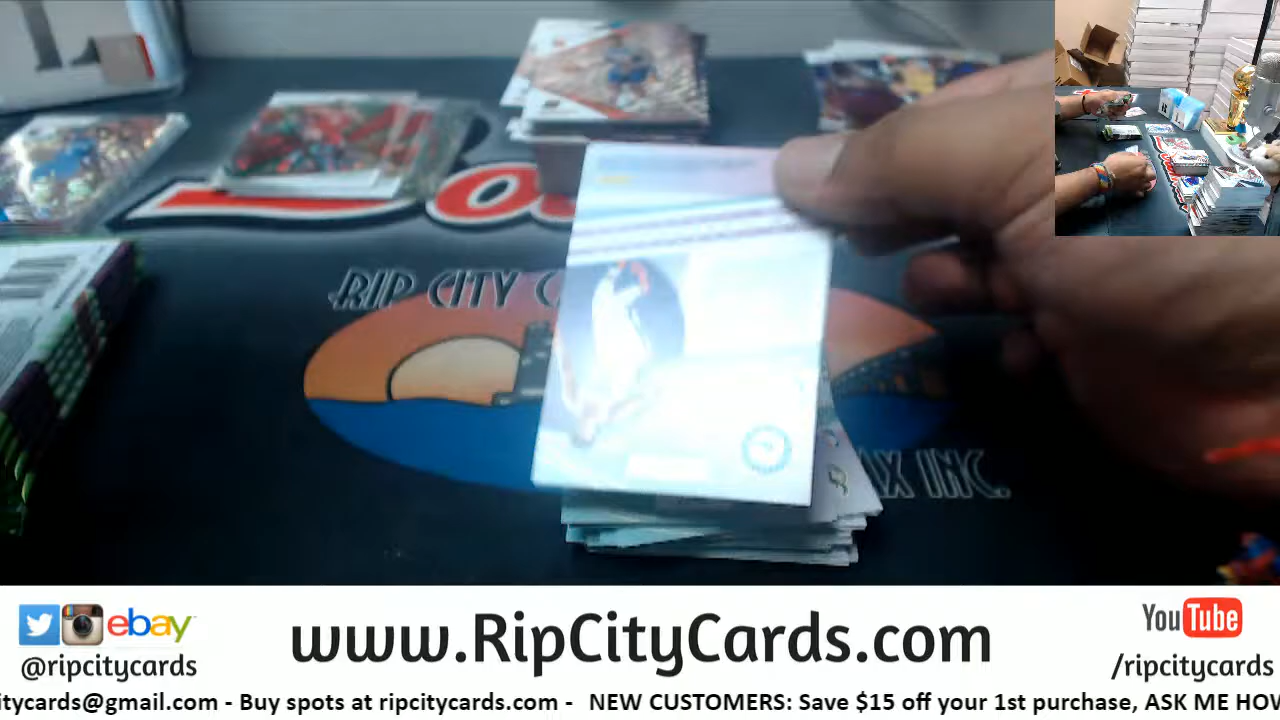 RIP CITY C
AX INC.
ebay
www.RipCityCards.com
YouTube
@ripcitycards
/ripcitycards
itycards@gmail.com - Buy spots at ripcitycards.com - NEW CUSTOMERS: Save $15 off your 1st purchase, ASK ME HOW